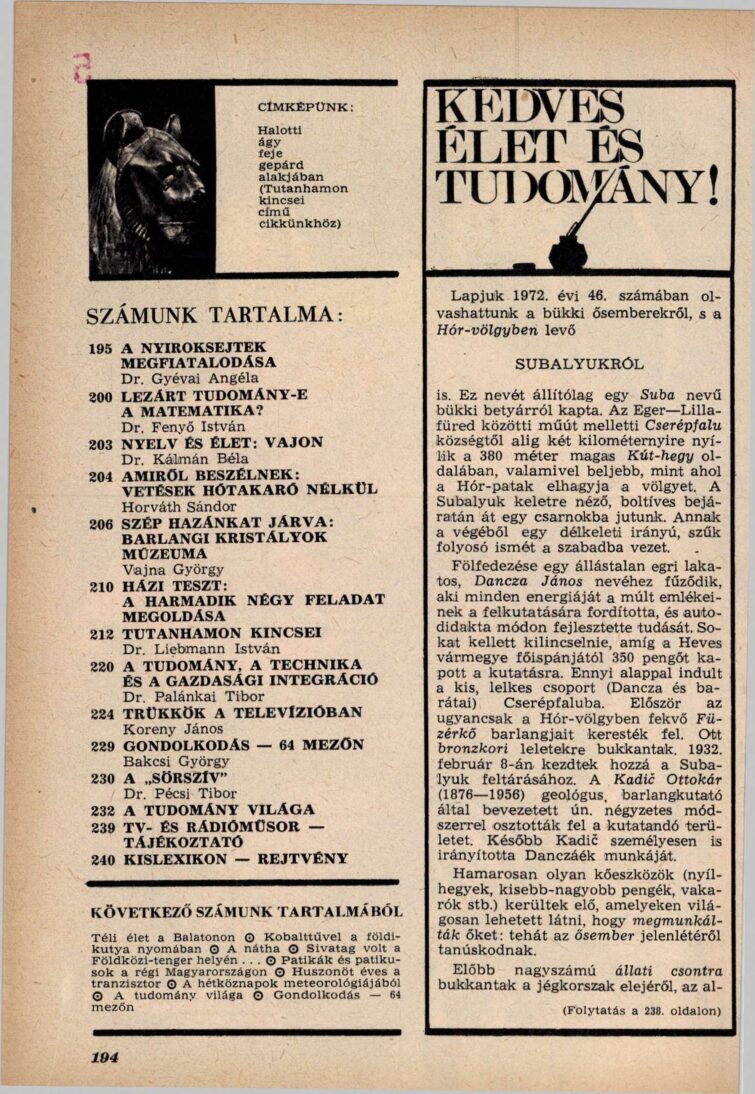 CÍMKÉPÜNK:
Halotti
ágy
feje
gepárd
alakjában
(Tutanhamon
kincsei
című
cikkünkhöz)
SZÁMUNK TARTALMA:
195 A NYIROKSEJTEK
MEGFIATALODÁSA
Dr. Gyévai Angéla
200 LEZÁRT TUDOMÁNY-E
A MATEMATIKA?
Dr. Fenyő István
203 NYELV ÉS ÉLET: VAJON
Dr. Kálmán Béla
204 AMIRŐL BESZÉLNEK:
VETÉSEK HÓTAKARÓ NÉLKÜL
Horváth Sándor
206 SZÉP HAZÁNKAT JÁRVA:
BARLANGI KRISTÁLYOK
MÚZEUMA
Vajna György
210 HÁZI TESZT:
A HARMADIK NÉGY FELADAT
MEGOLDÁSA
212 TUTANHAMON KINCSEI
Dr. Liebmann István
220 A TUDOMÁNY, A TECHNIKA
ÉS A GAZDASÁGI INTEGRÁCIÓ
Dr. Palánkai Tibor
224 TRÜKKÖK A TELEVÍZIÓBAN
Koreny János
229 GONDOLKODÁS — 64 MEZŐN
Bakcsi György
230 A „SÖRSZÍV”
Dr. Pécsi Tibor
232 A TUDOMÁNY VILÁGA
239 TV- ÉS RÁDIÓMŰSOR —
TÁJÉKOZTATÓ
240 KISLEXIKON — REJTVÉNY
KÖVETKEZŐ SZÁMUNK TARTALMÁBÓL
Téli élet a Balatonon ⊙ Kobalttűvel a földi-
kutya nyomában ⊙ A nátha ⊙ Sivatag volt a
Földközi-tenger helyén . . . ⊙ Patikák és patiku-
sok a régi Magyarországon ⊙ Huszonöt éves a
tranzisztor ⊙ A hétköznapok meteorológiájából
⊙ A tudomány világa ⊙ Gondolkodás — 64
mezőn
194
KEDVES
ÉLET ÉS
TUDOMÁNY!
Lapjuk 1972. évi 46. számában ol-
vashattunk a bükki ősemberekről, s a
Hór-völgyben levő
SUBALYUKRÓL
is. Ez nevét állítólag egy Suba nevű
bükki betyárról kapta. Az Eger—Lilla-
füred közötti műút melletti Cserépfalu
községtől alig két kilométernyire nyí-
lik a 380 méter magas Kút-hegy ol-
dalában, valamivel beljebb, mint ahol
a Hór-patak elhagyja a völgyet. A
Subalyuk keletre néző, boltíves bejá-
ratán át egy csarnokba jutunk. Annak
a végéből egy délkeleti irányú, szűk
folyosó ismét a szabadba vezet.
Fölfedezése egy állástalan egri laka-
tos, Dancza János nevéhez fűződik,
aki minden energiáját a múlt emlékei-
nek a felkutatására fordította, és auto-
didakta módon fejlesztette tudását. So-
kat kellett kilincselnie, amíg a Heves
vármegye főispánjától 350 pengőt ka-
pott a kutatásra. Ennyi alappal indult
a kis, lelkes csoport (Dancza és ba-
rátai) Cserépfaluba. Először az
ugyancsak a Hór-völgyben fekvő Fü-
zérkő barlangjait keresték fel. Ott
bronzkori leletekre bukkantak. 1932.
február 8-án kezdtek hozzá a Suba-
lyuk feltárásához. A Kadič Ottokár
(1876—1956) geológus, barlangkutató
által bevezetett ún. négyzetes mód-
szerrel osztották fel a kutatandó terü-
letet. Később Kadič személyesen is
irányította Danczáék munkáját.
Hamarosan olyan kőeszközök (nyíl-
hegyek, kisebb-nagyobb pengék, vaka-
rók stb.) kerültek elő, amelyeken vilá-
gosan lehetett látni, hogy megmunkál-
ták őket: tehát az ősember jelenlétéről
tanúskodnak.
Előbb nagyszámú állati csontra
bukkantak a jégkorszak elejéről, az al-
(Folytatás a 238. oldalon)